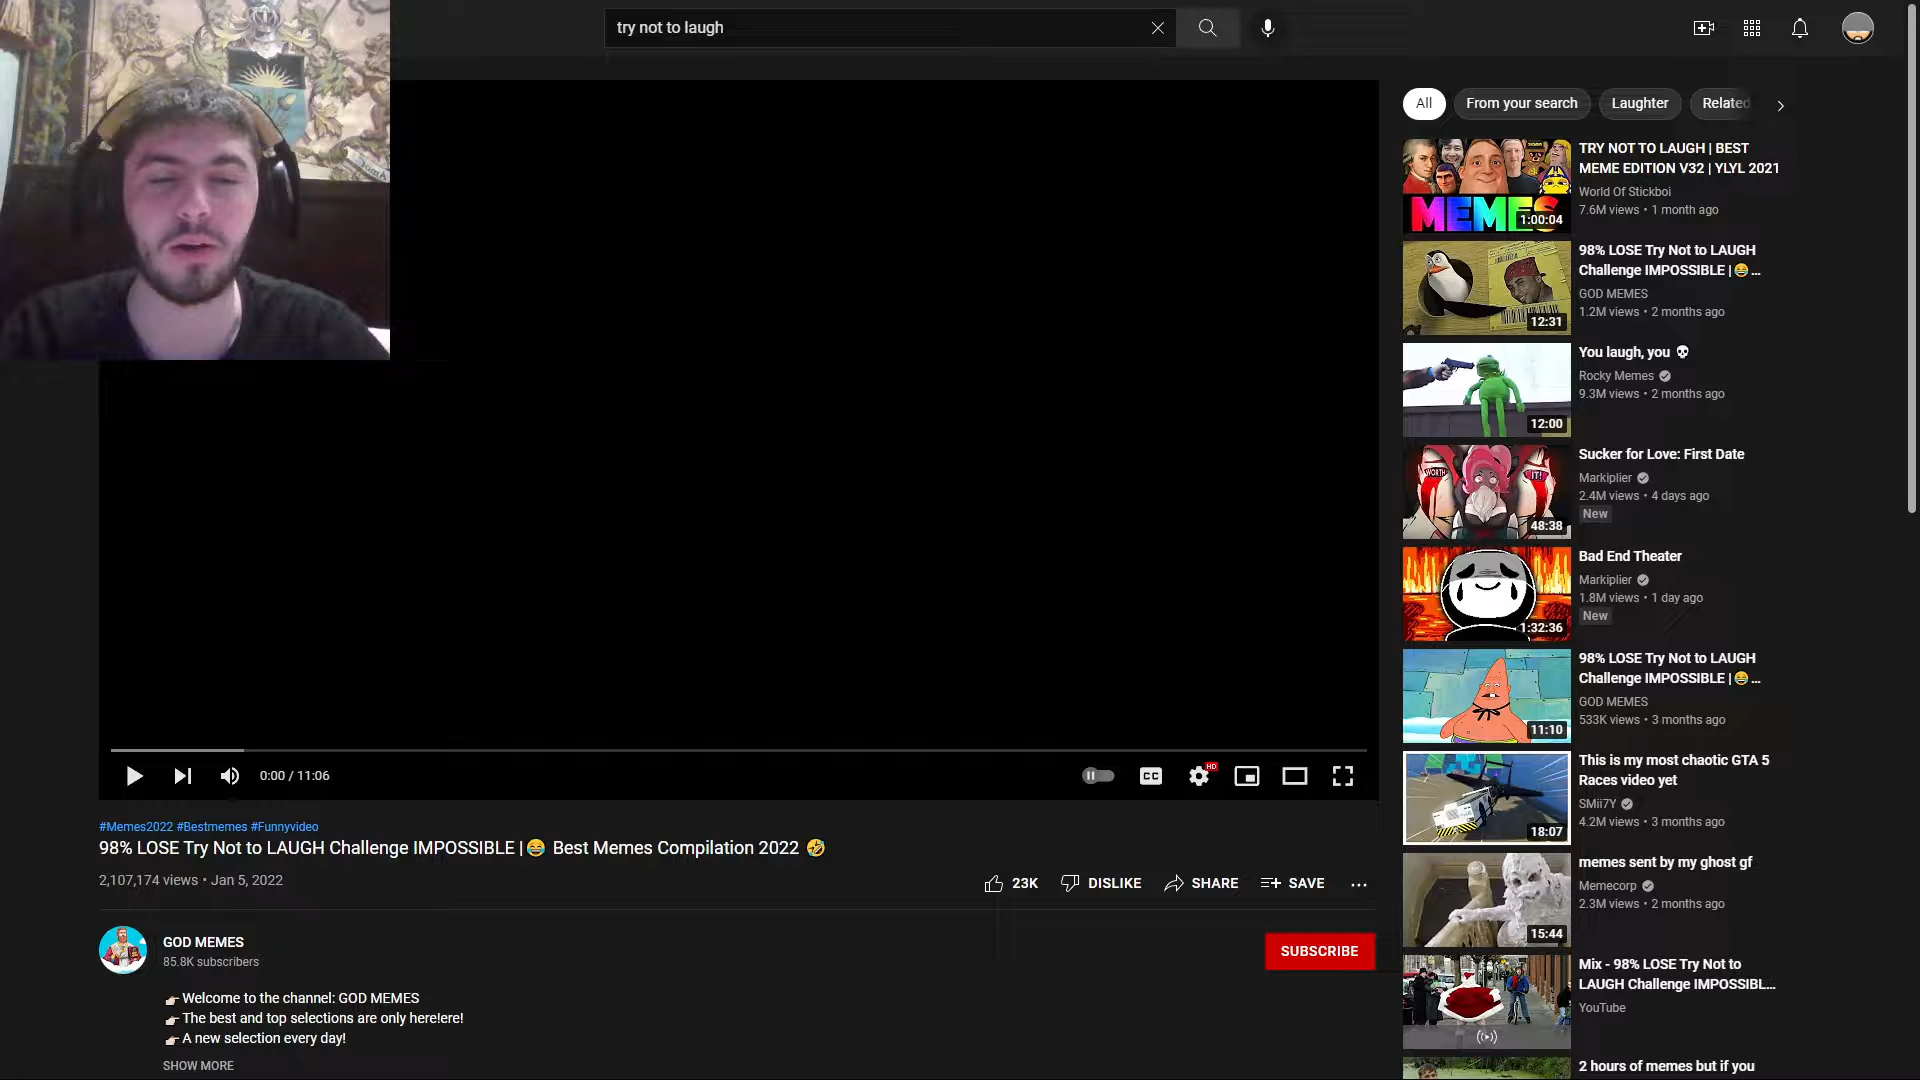 try not to laugh
All
From your search
Laughter
Related
TRY NOT TO LAUGH | BEST
MEME EDITION V32 | YLYL 2021
World Of Stickboi
7.6M views • 1 month ago
MEMES
1:00:04
98% LOSE Try Not to LAUGH
Challenge IMPOSSIBLE | 😂 ...
GOD MEMES
1.2M views • 2 months ago
12:31
You laugh, you 💀
Rocky Memes
9.3M views • 2 months ago
12:00
Sucker for Love: First Date
Markiplier
2.4M views • 4 days ago
New
WORTH
IT!
48:38
Bad End Theater
Markiplier
1.8M views • 1 day ago
New
1:32:36
98% LOSE Try Not to LAUGH
Challenge IMPOSSIBLE | 😂 ...
GOD MEMES
533K views • 3 months ago
11:10
This is my most chaotic GTA 5
Races video yet
SMii7Y
4.2M views • 3 months ago
18:07
memes sent by my ghost gf
Memecorp
2.3M views • 2 months ago
15:44
Mix - 98% LOSE Try Not to
LAUGH Challenge IMPOSSIBL...
YouTube
2 hours of memes but if you
0:00 / 11:06
CC
HD
#Memes2022 #Bestmemes #Funnyvideo
98% LOSE Try Not to LAUGH Challenge IMPOSSIBLE | 😂 Best Memes Compilation 2022 🤣
2,107,174 views • Jan 5, 2022
23K
DISLIKE
SHARE
SAVE
GOD MEMES
85.8K subscribers
SUBSCRIBE
👉🏻 Welcome to the channel: GOD MEMES
👉🏻 The best and top selections are only here!ere!
👉🏻 A new selection every day!
SHOW MORE